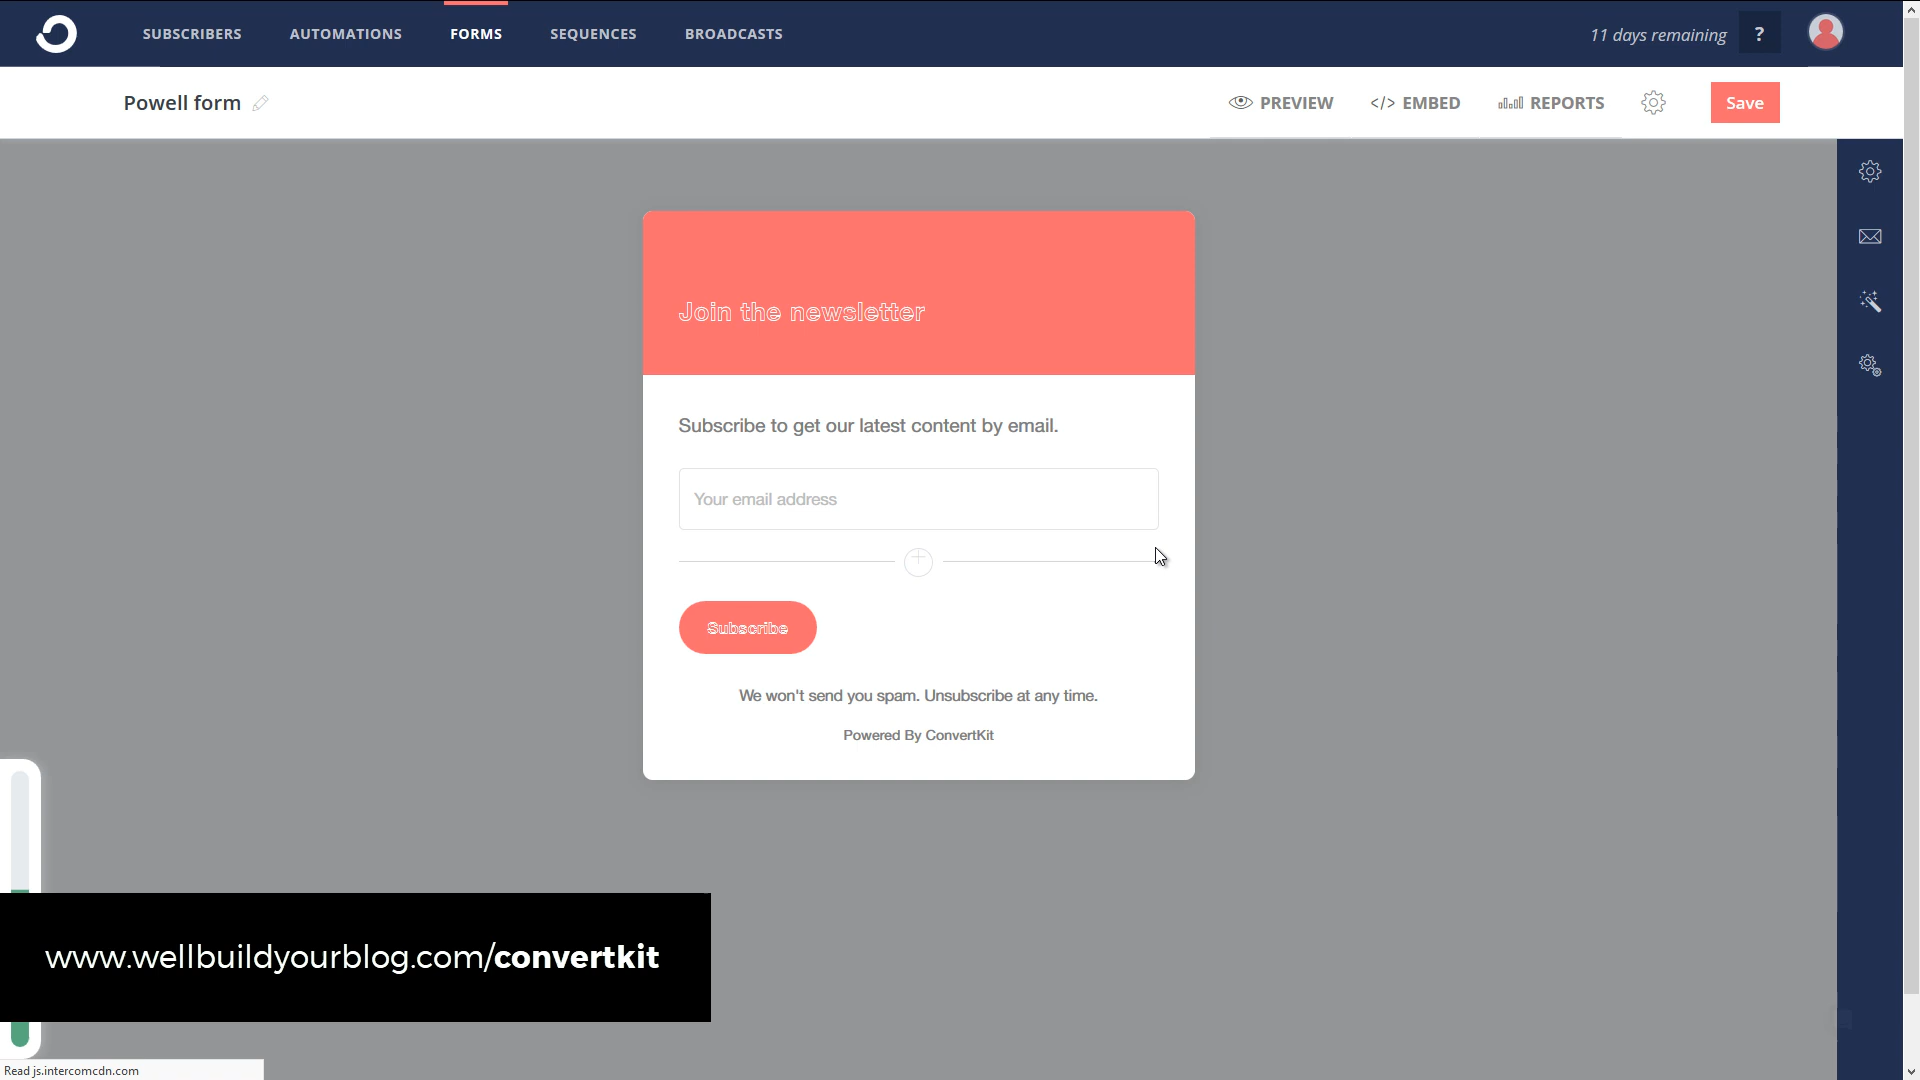 SUBSCRIBERS AUTOMATIONS FORMS SEQUENCES BROADCASTS 11 days remaining ?
Powell form PREVIEW </> EMBED REPORTS Save
Join the newsletter
Subscribe to get our latest content by email.
Your email address
Subscribe
We won't send you spam. Unsubscribe at any time.
Powered By ConvertKit
www.wellbuildyourblog.com/convertkit
Read js.intercomcdn.com